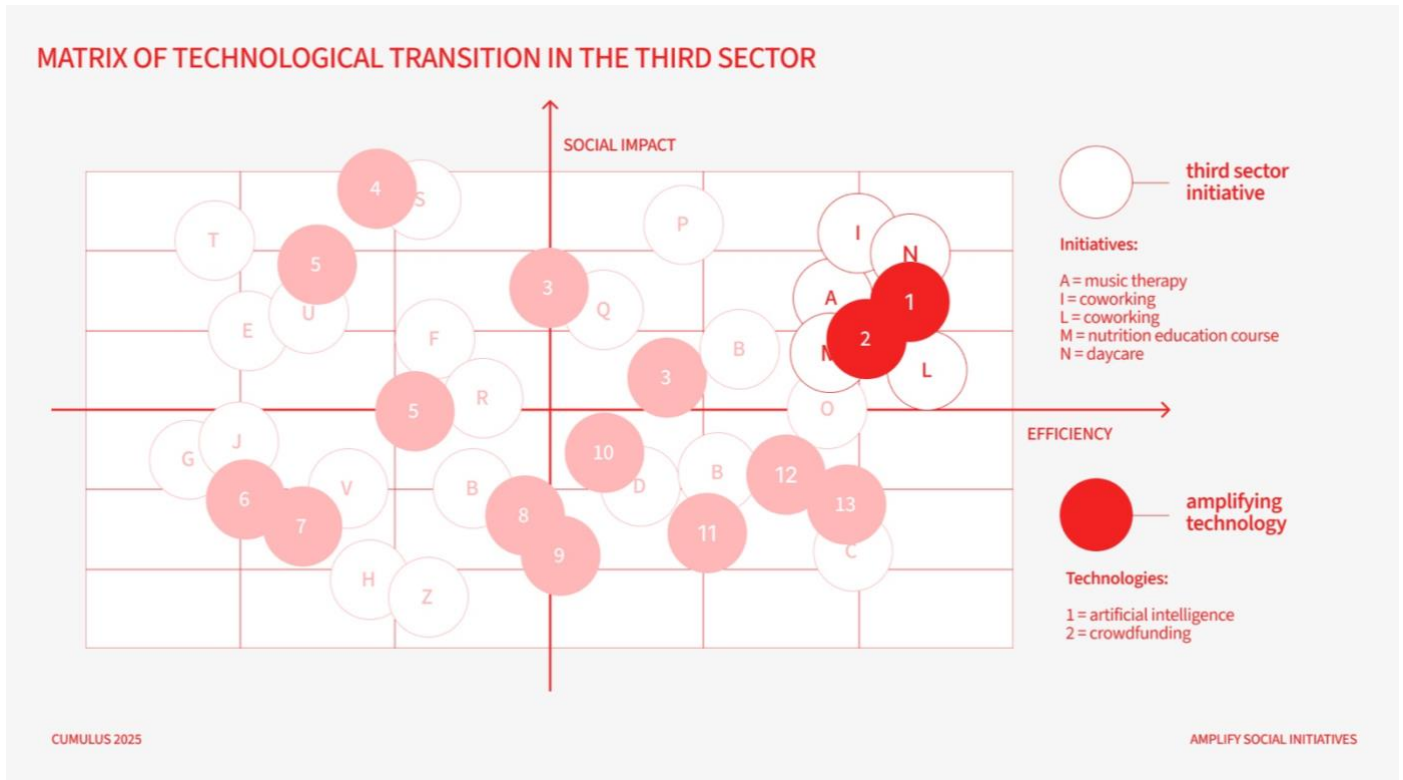 MATRIX OF TECHNOLOGICAL TRANSITION IN THE THIRD SECTOR
SOCIAL IMPACT
4
S
T
P
I
N
5
3
A
1
U
Q
E
F
2
B
M
3
L
R
5
O
EFFICIENCY
J
G
10
B
12
6
V
B
D
13
7
8
11
9
C
H
Z
third sector
initiative
Initiatives:
A = music therapy
I = coworking
L = coworking
M = nutrition education course
N = daycare
amplifying
technology
Technologies:
1 = artificial intelligence
2 = crowdfunding
CUMULUS 2025
AMPLIFY SOCIAL INITIATIVES